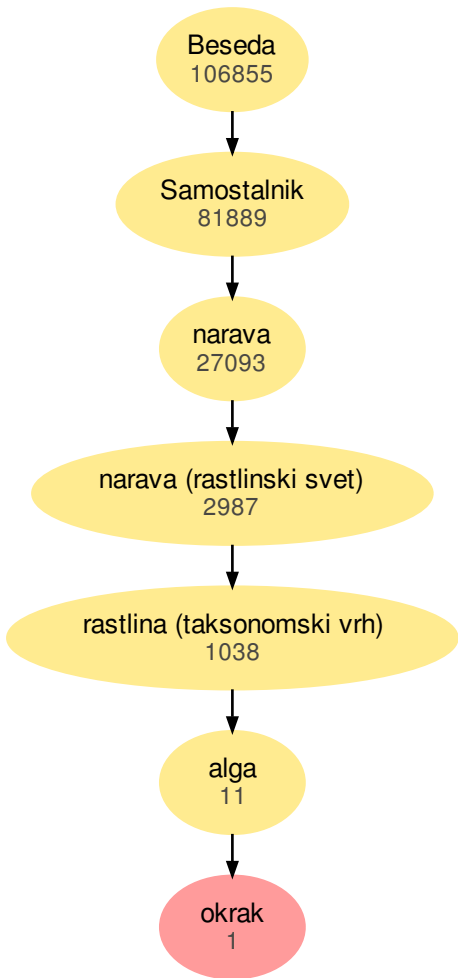 Beseda
106855
Samostalnik
81889
narava
27093
narava (rastlinski svet)
2987
rastlina (taksonomski vrh)
1038
alga
11
okrak
1